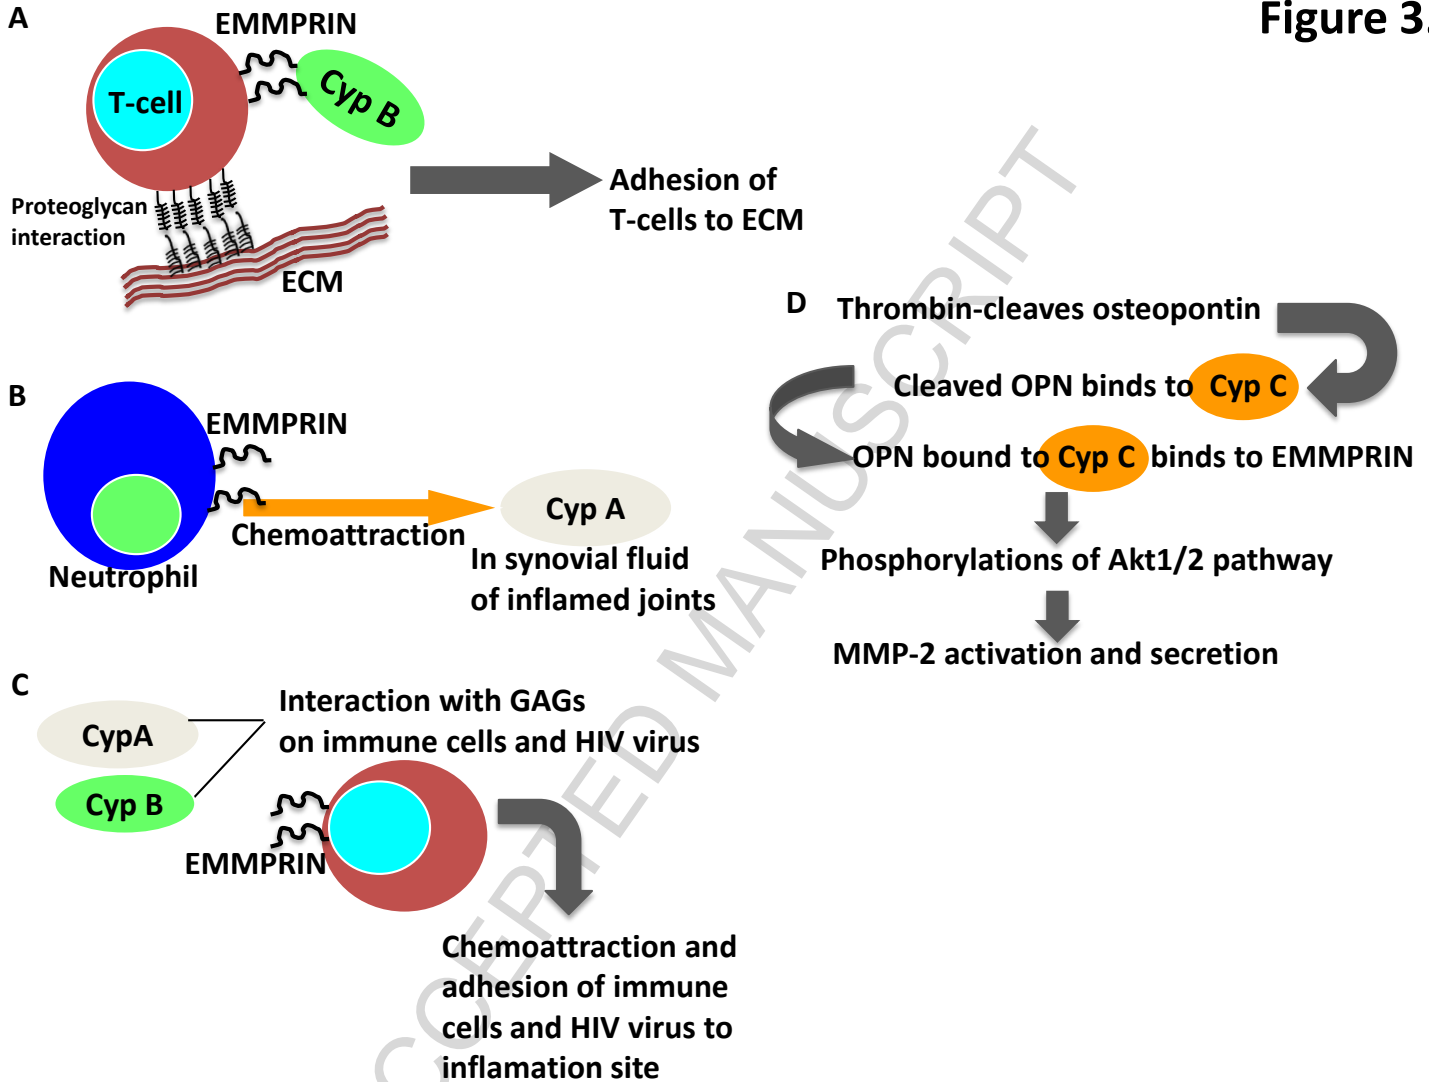 Figure 3.
A
EMMPRIN
T-cell
Cyp B
Proteoglycan
interaction
ECM
Adhesion of
T-cells to ECM
B
EMMPRIN
Chemoattraction
Neutrophil
Cyp A
In synovial fluid
of inflamed joints
C
CypA
Cyp B
Interaction with GAGs
on immune cells and HIV virus
EMMPRIN
Chemoattraction and
adhesion of immune
cells and HIV virus to
inflamation site
D
Thrombin-cleaves osteopontin
Cleaved OPN binds to Cyp C
OPN bound to Cyp C binds to EMMPRIN
Phosphorylations of Akt1/2 pathway
MMP-2 activation and secretion
CCEPTED MANUSCRIPT